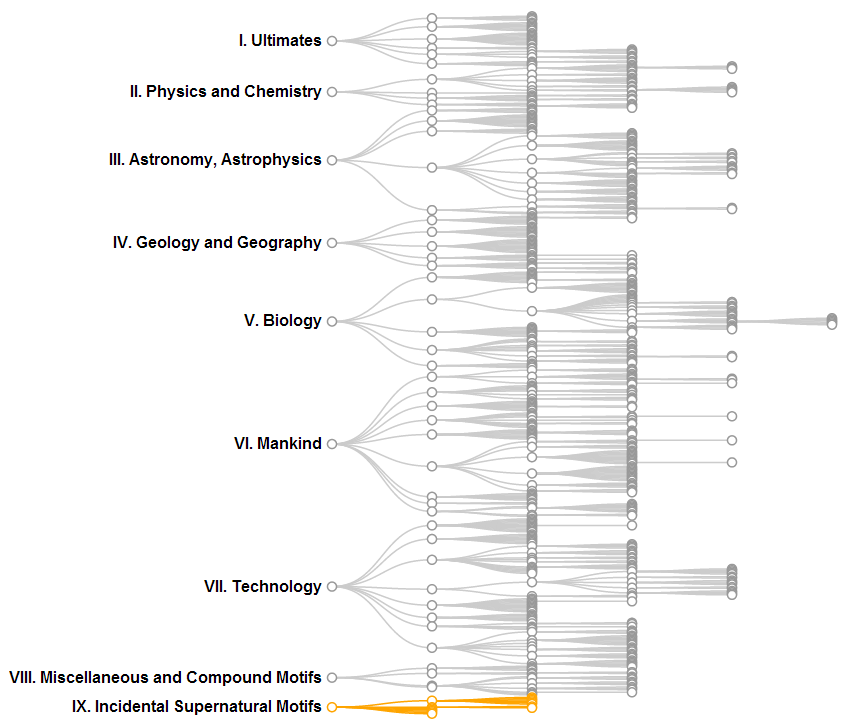 I. Ultimates
II. Physics and Chemistry
III. Astronomy, Astrophysics
IV. Geology and Geography
V. Biology
VI. Mankind
VII. Technology
VIII. Miscellaneous and Compound Motifs
IX. Incidental Supernatural Motifs